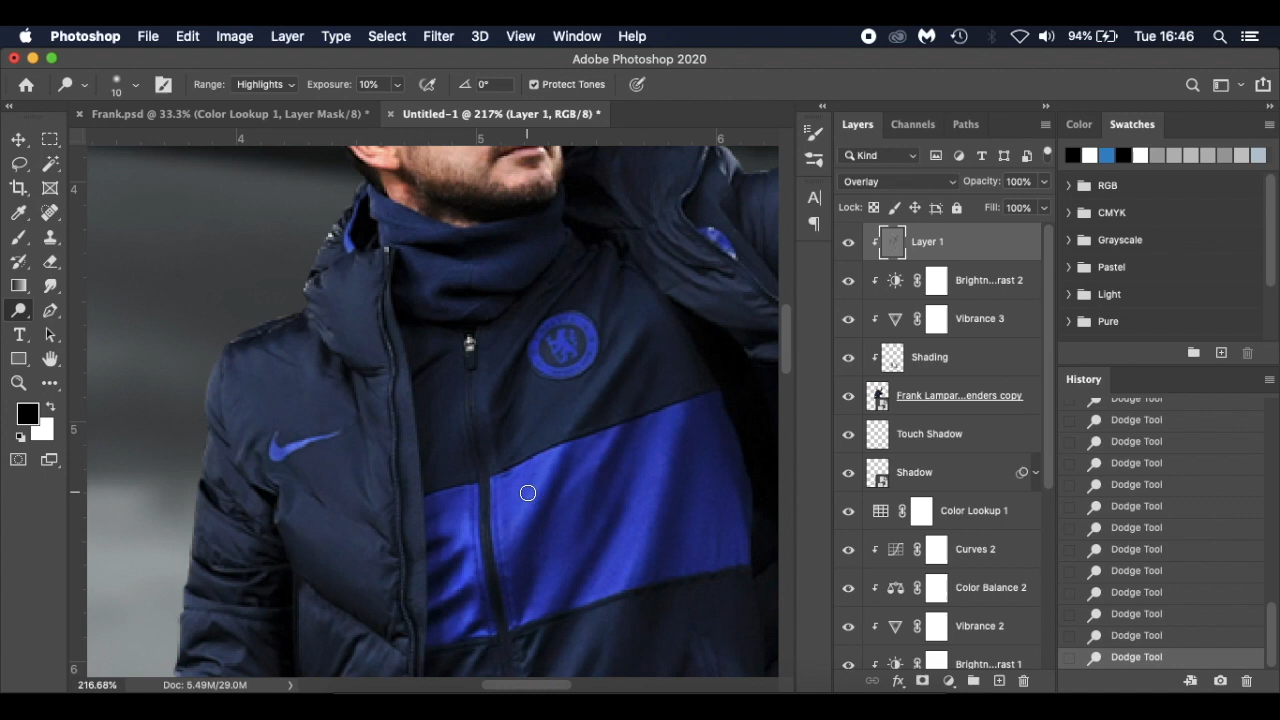 Photoshop File Edit Image Layer Type Select Filter 3D View Window Help 94% Tue 16:46
Adobe Photoshop 2020
10 Range: Highlights Exposure: 10% 0° Protect Tones
Frank.psd @ 33.3% (Color Lookup 1, Layer Mask/8) * Untitled-1 @ 217% (Layer 1, RGB/8) *
4 5 6
4
5
6
Layers Channels Paths
Kind
Overlay Opacity: 100%
Lock: Fill: 100%
Layer 1
Brightn...rast 2
Vibrance 3
Shading
Frank Lampar...enders copy
Touch Shadow
Shadow
Color Lookup 1
Curves 2
Color Balance 2
Vibrance 2
Brightn...rast 1
Color Swatches
RGB
CMYK
Grayscale
Pastel
Light
Pure
History
Dodge Tool
Dodge Tool
Dodge Tool
Dodge Tool
Dodge Tool
Dodge Tool
Dodge Tool
Dodge Tool
Dodge Tool
Dodge Tool
Dodge Tool
Dodge Tool
Dodge Tool
216.68% Doc: 5.49M/29.0M